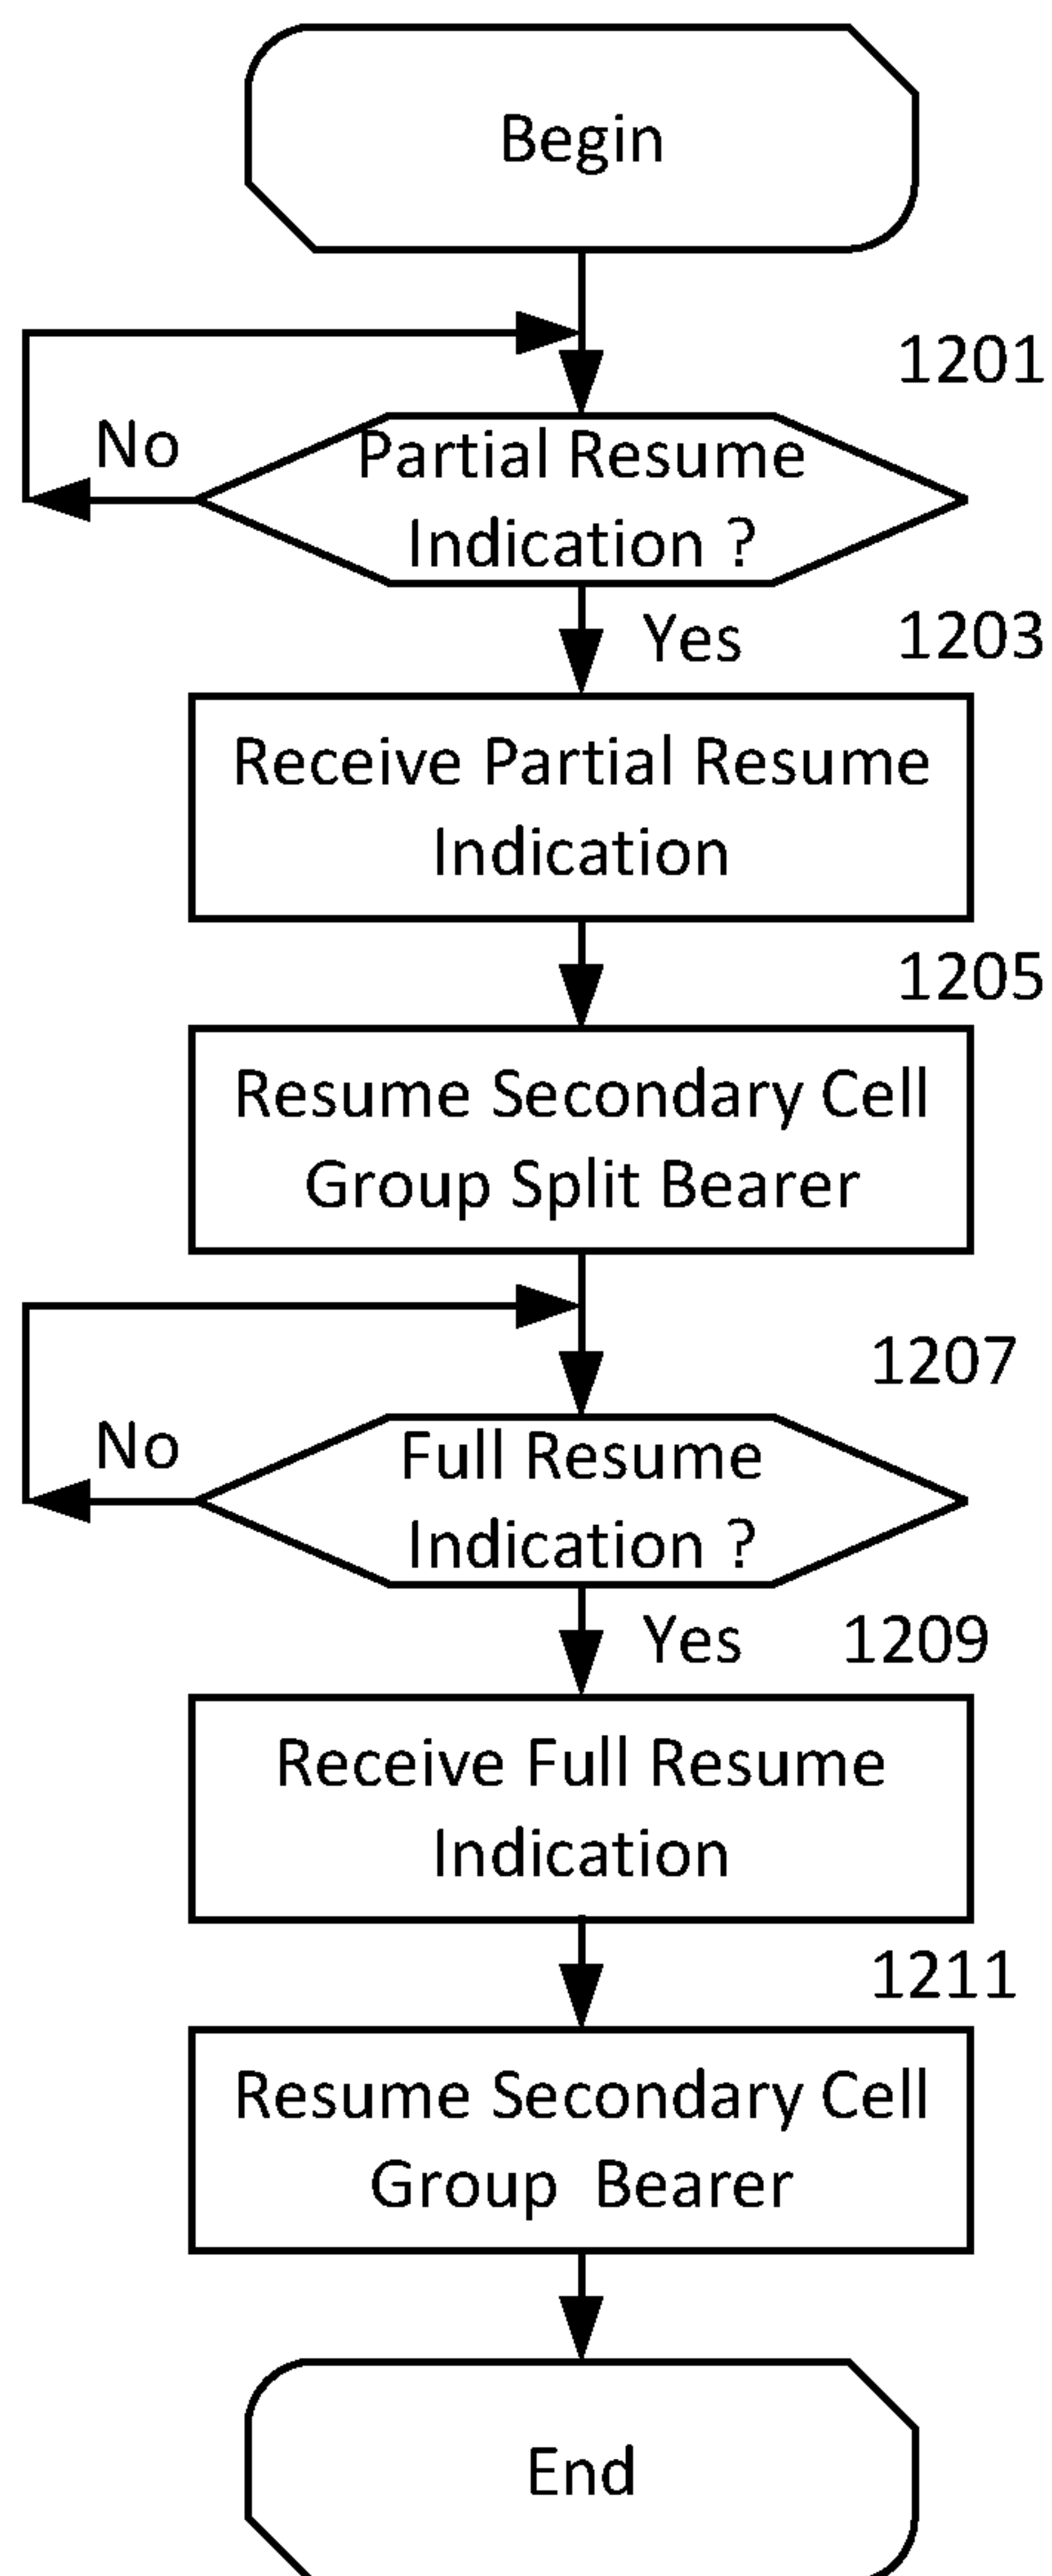 Begin
1201
No
Partial Resume
Indication ?
Yes
1203
Receive Partial Resume
Indication
1205
Resume Secondary Cell
Group Split Bearer
1207
No
Full Resume
Indication ?
Yes
1209
Receive Full Resume
Indication
1211
Resume Secondary Cell
Group Bearer
End